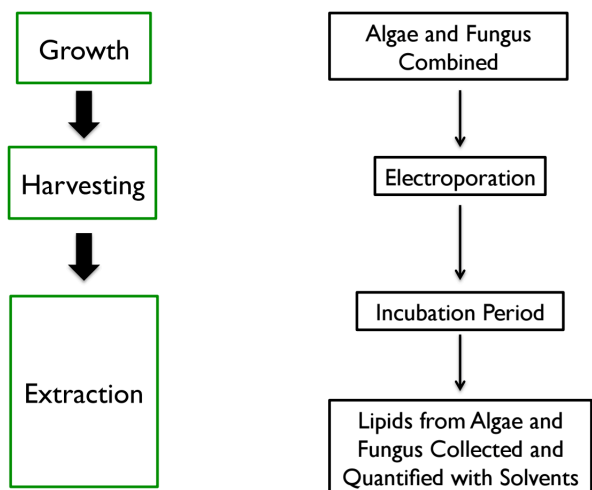 Growth
Harvesting
Extraction
Algae and Fungus
Combined
Electroporation
Incubation Period
Lipids from Algae and
Fungus Collected and
Quantified with Solvents